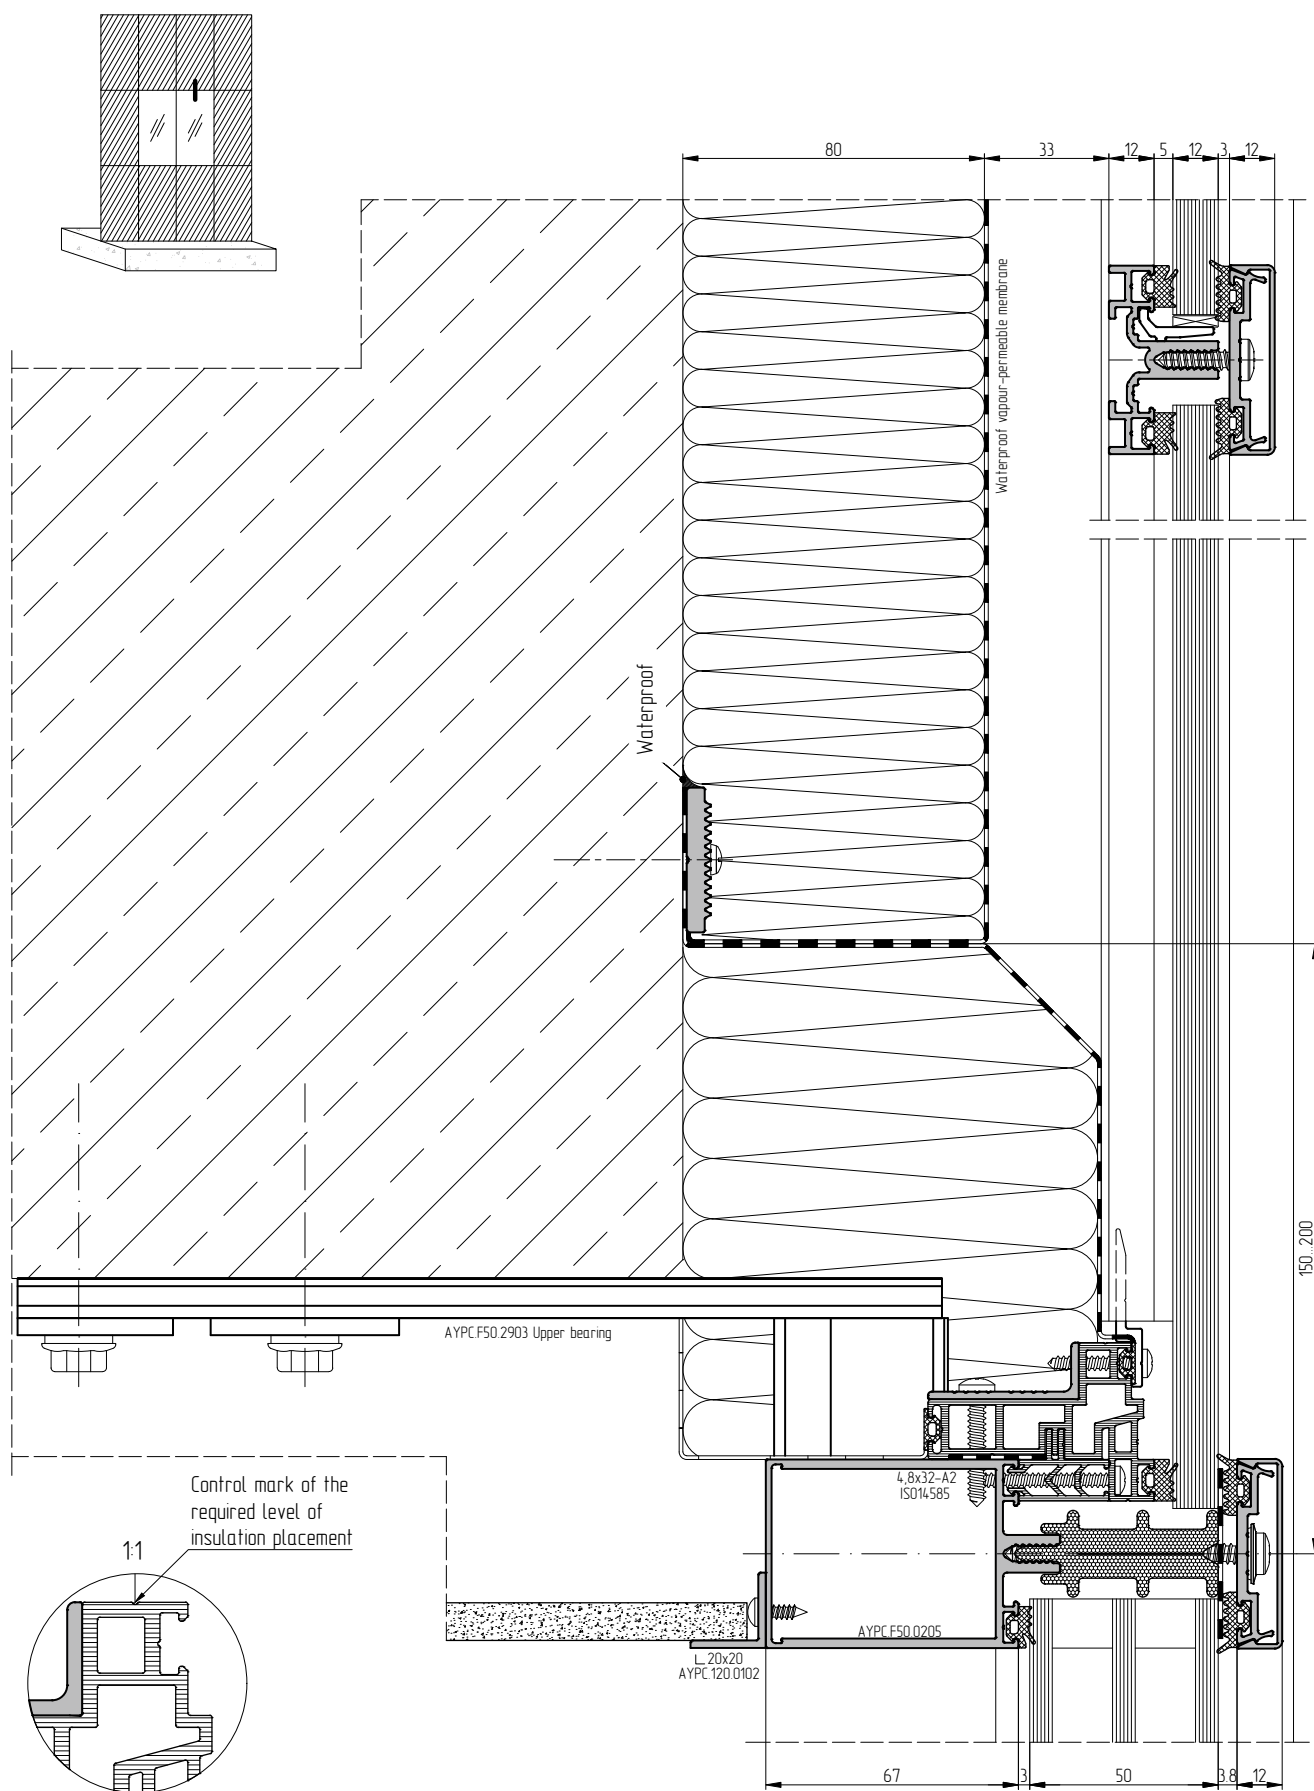 80
33
12
5
12
3
12
Waterproof vapour-permeable membrane
Waterproof
150...200
AYPC.F50.2903 Upper bearing
4,8x32-A2
ISO14585
Control mark of the
required level of
insulation placement
1:1
AYPC.F50.0205
20x20
AYPC.120.0102
67
3
50
3.8
12